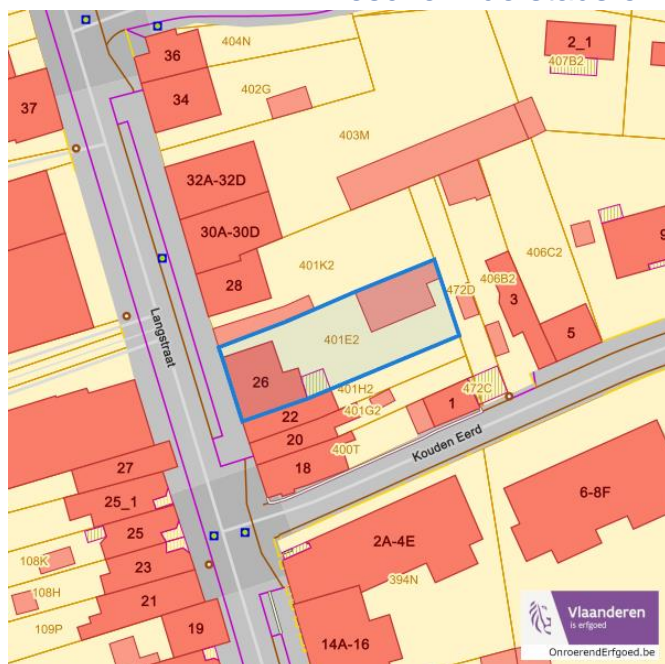 36
404N
2_1
407B2
34
402G
37
403M
32A-32D
30A-30D
406C2
9
401K2
28
472D
406B2
3
Langstraat
401E2
5
26
401H2
472C
22
401G2
1
20
400T
Kouden Eerd
18
27
6-8F
25_1
25
2A-4E
108K
23
394N
108H
21
109P
19
14A-16
Vlaanderen
is erfgoed
OnroerendErfgoed.be